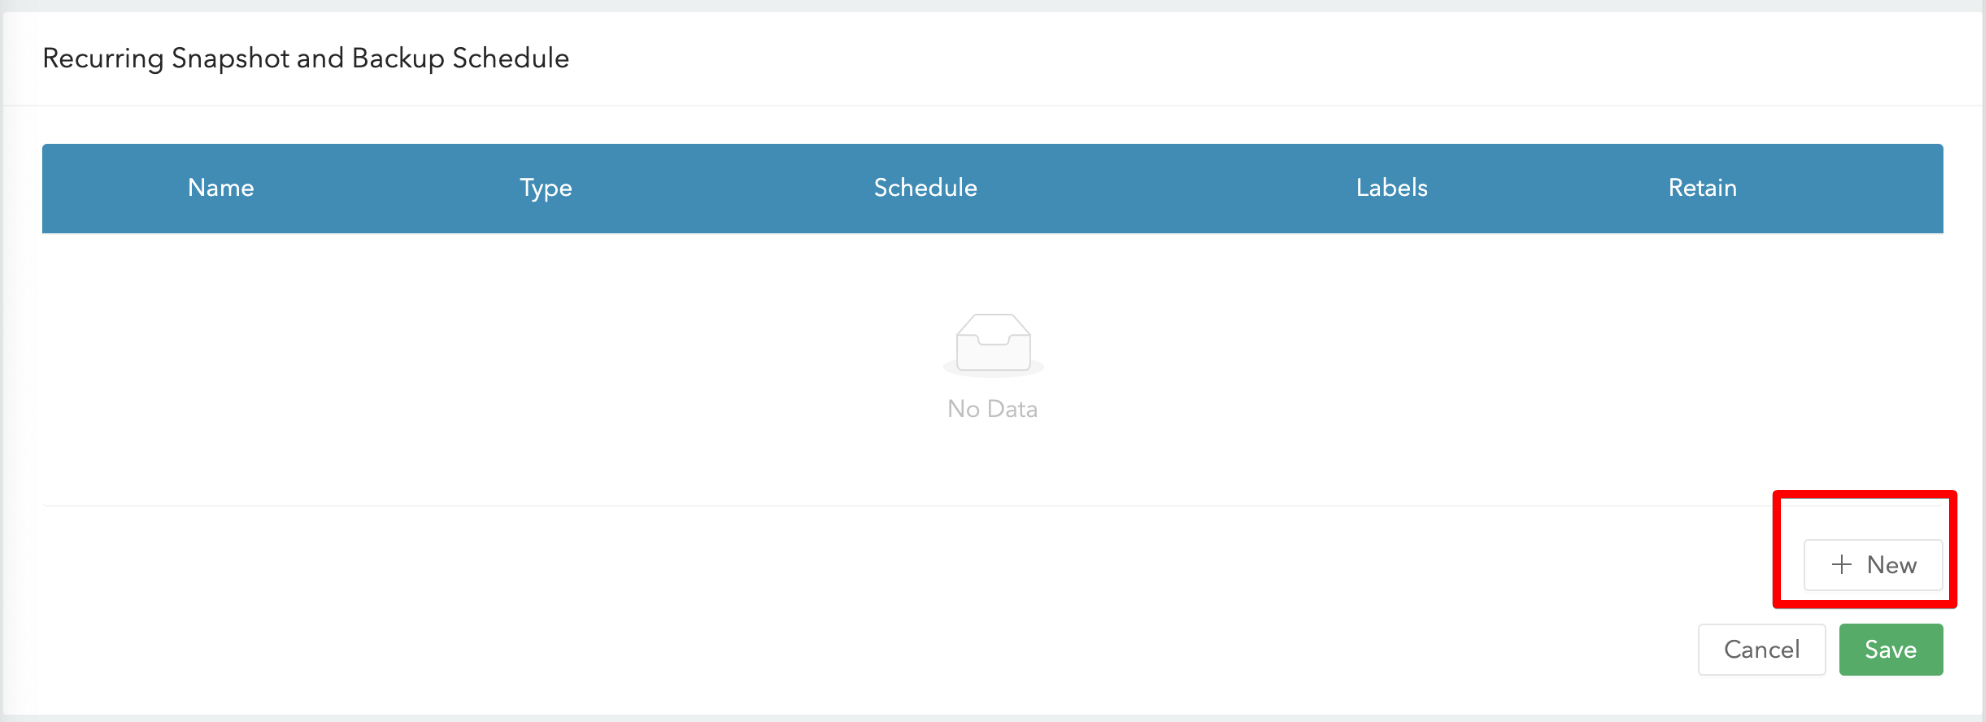 Recurring Snapshot and Backup Schedule
Name Type Schedule Labels Retain
No Data
+ New
Cancel Save